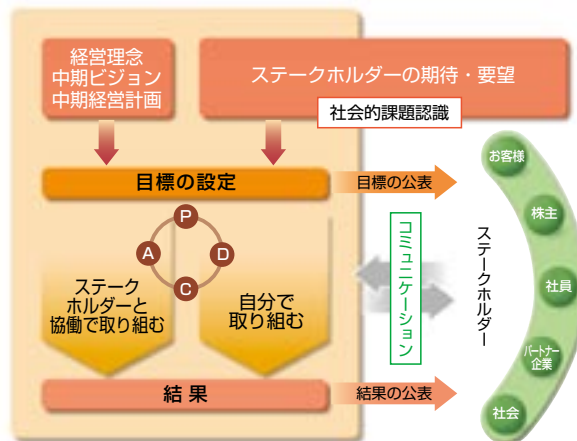 経営理念
中期ビジョン
中期経営計画
ステークホルダーの期待・要望
社会的課題認識
目標の設定
目標の公表
P
A
D
C
ステーク
ホルダーと
協働で取り組む
自分で
取り組む
コミュニケーション
ステークホルダー
お客様
株主
社員
パートナー
企業
社会
結果
結果の公表